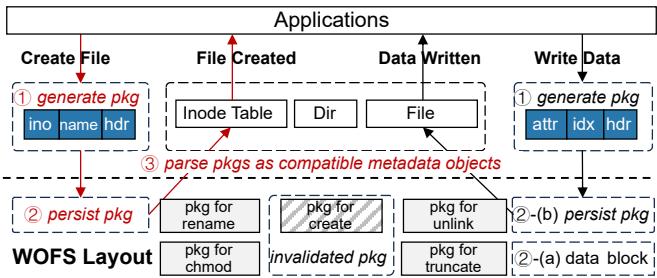 Applications
Create File
File Created
Data Written
Write Data
① generate pkg
ino name hdr
Inode Table
Dir
File
① generate pkg
attr idx hdr
③ parse pkgs as compatible metadata objects
② persist pkg
pkg for
rename
pkg for
create
pkg for
unlink
②-(b) persist pkg
WOFS Layout
pkg for
chmod
invalidated pkg
pkg for
truncate
②-(a) data block